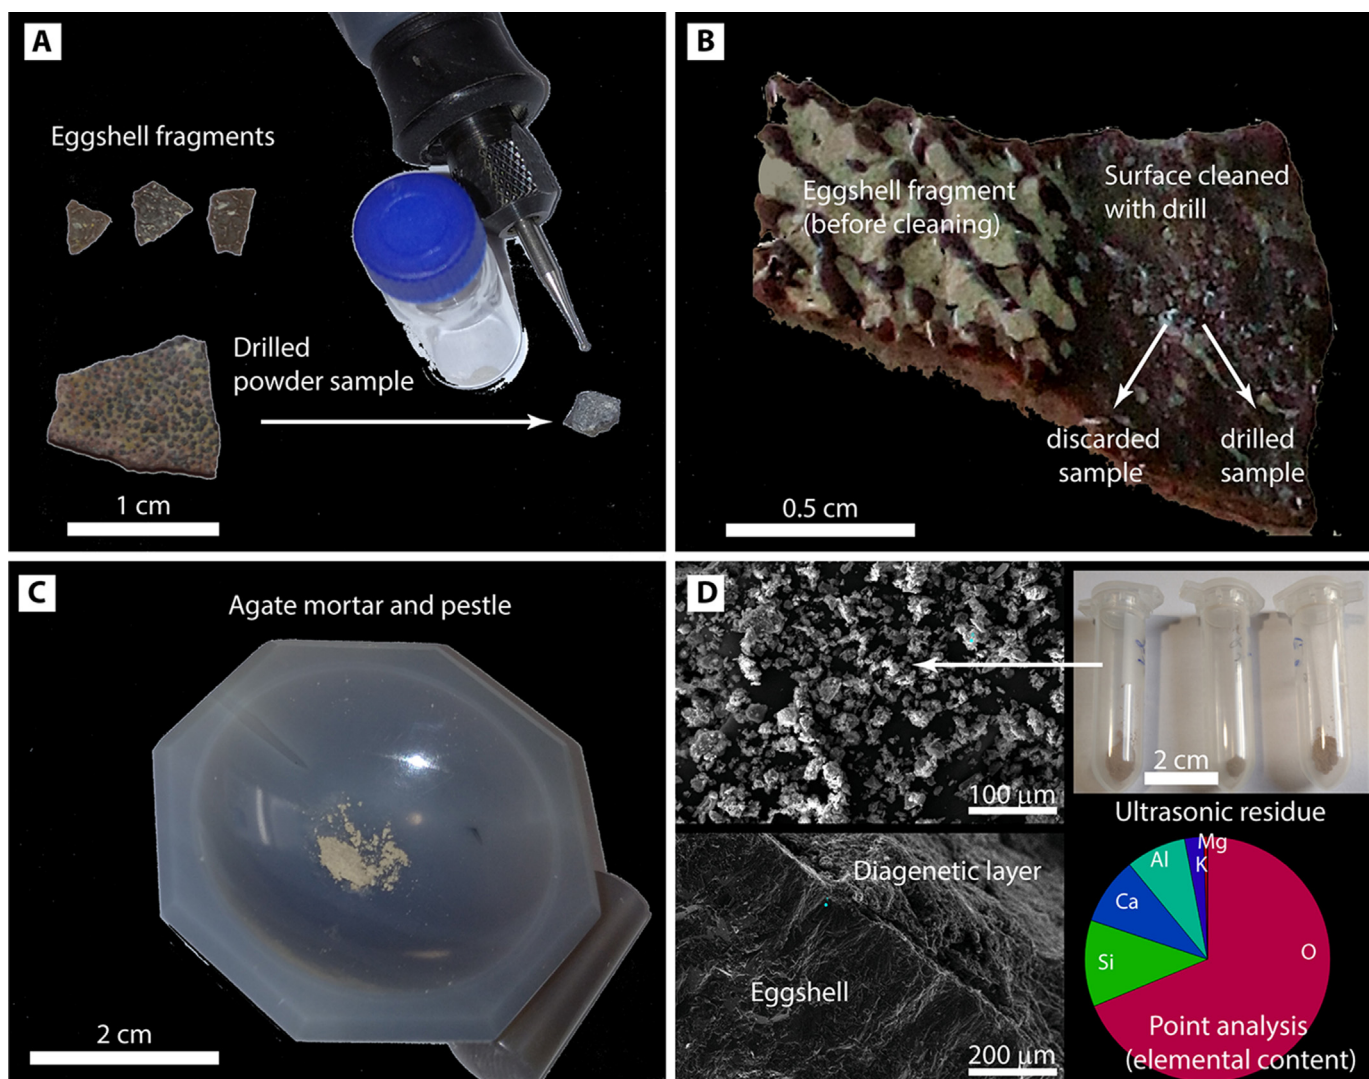 A
Eggshell fragments
Drilled
powder sample
1 cm
B
Eggshell fragment
(before cleaning)
Surface cleaned
with drill
discarded
sample
drilled
sample
0.5 cm
C
Agate mortar and pestle
2 cm
D
100 μm
2 cm
Ultrasonic residue
Diagenetic layer
Eggshell
200 μm
Mg
K
Al
Ca
Si
O
Point analysis
(elemental content)